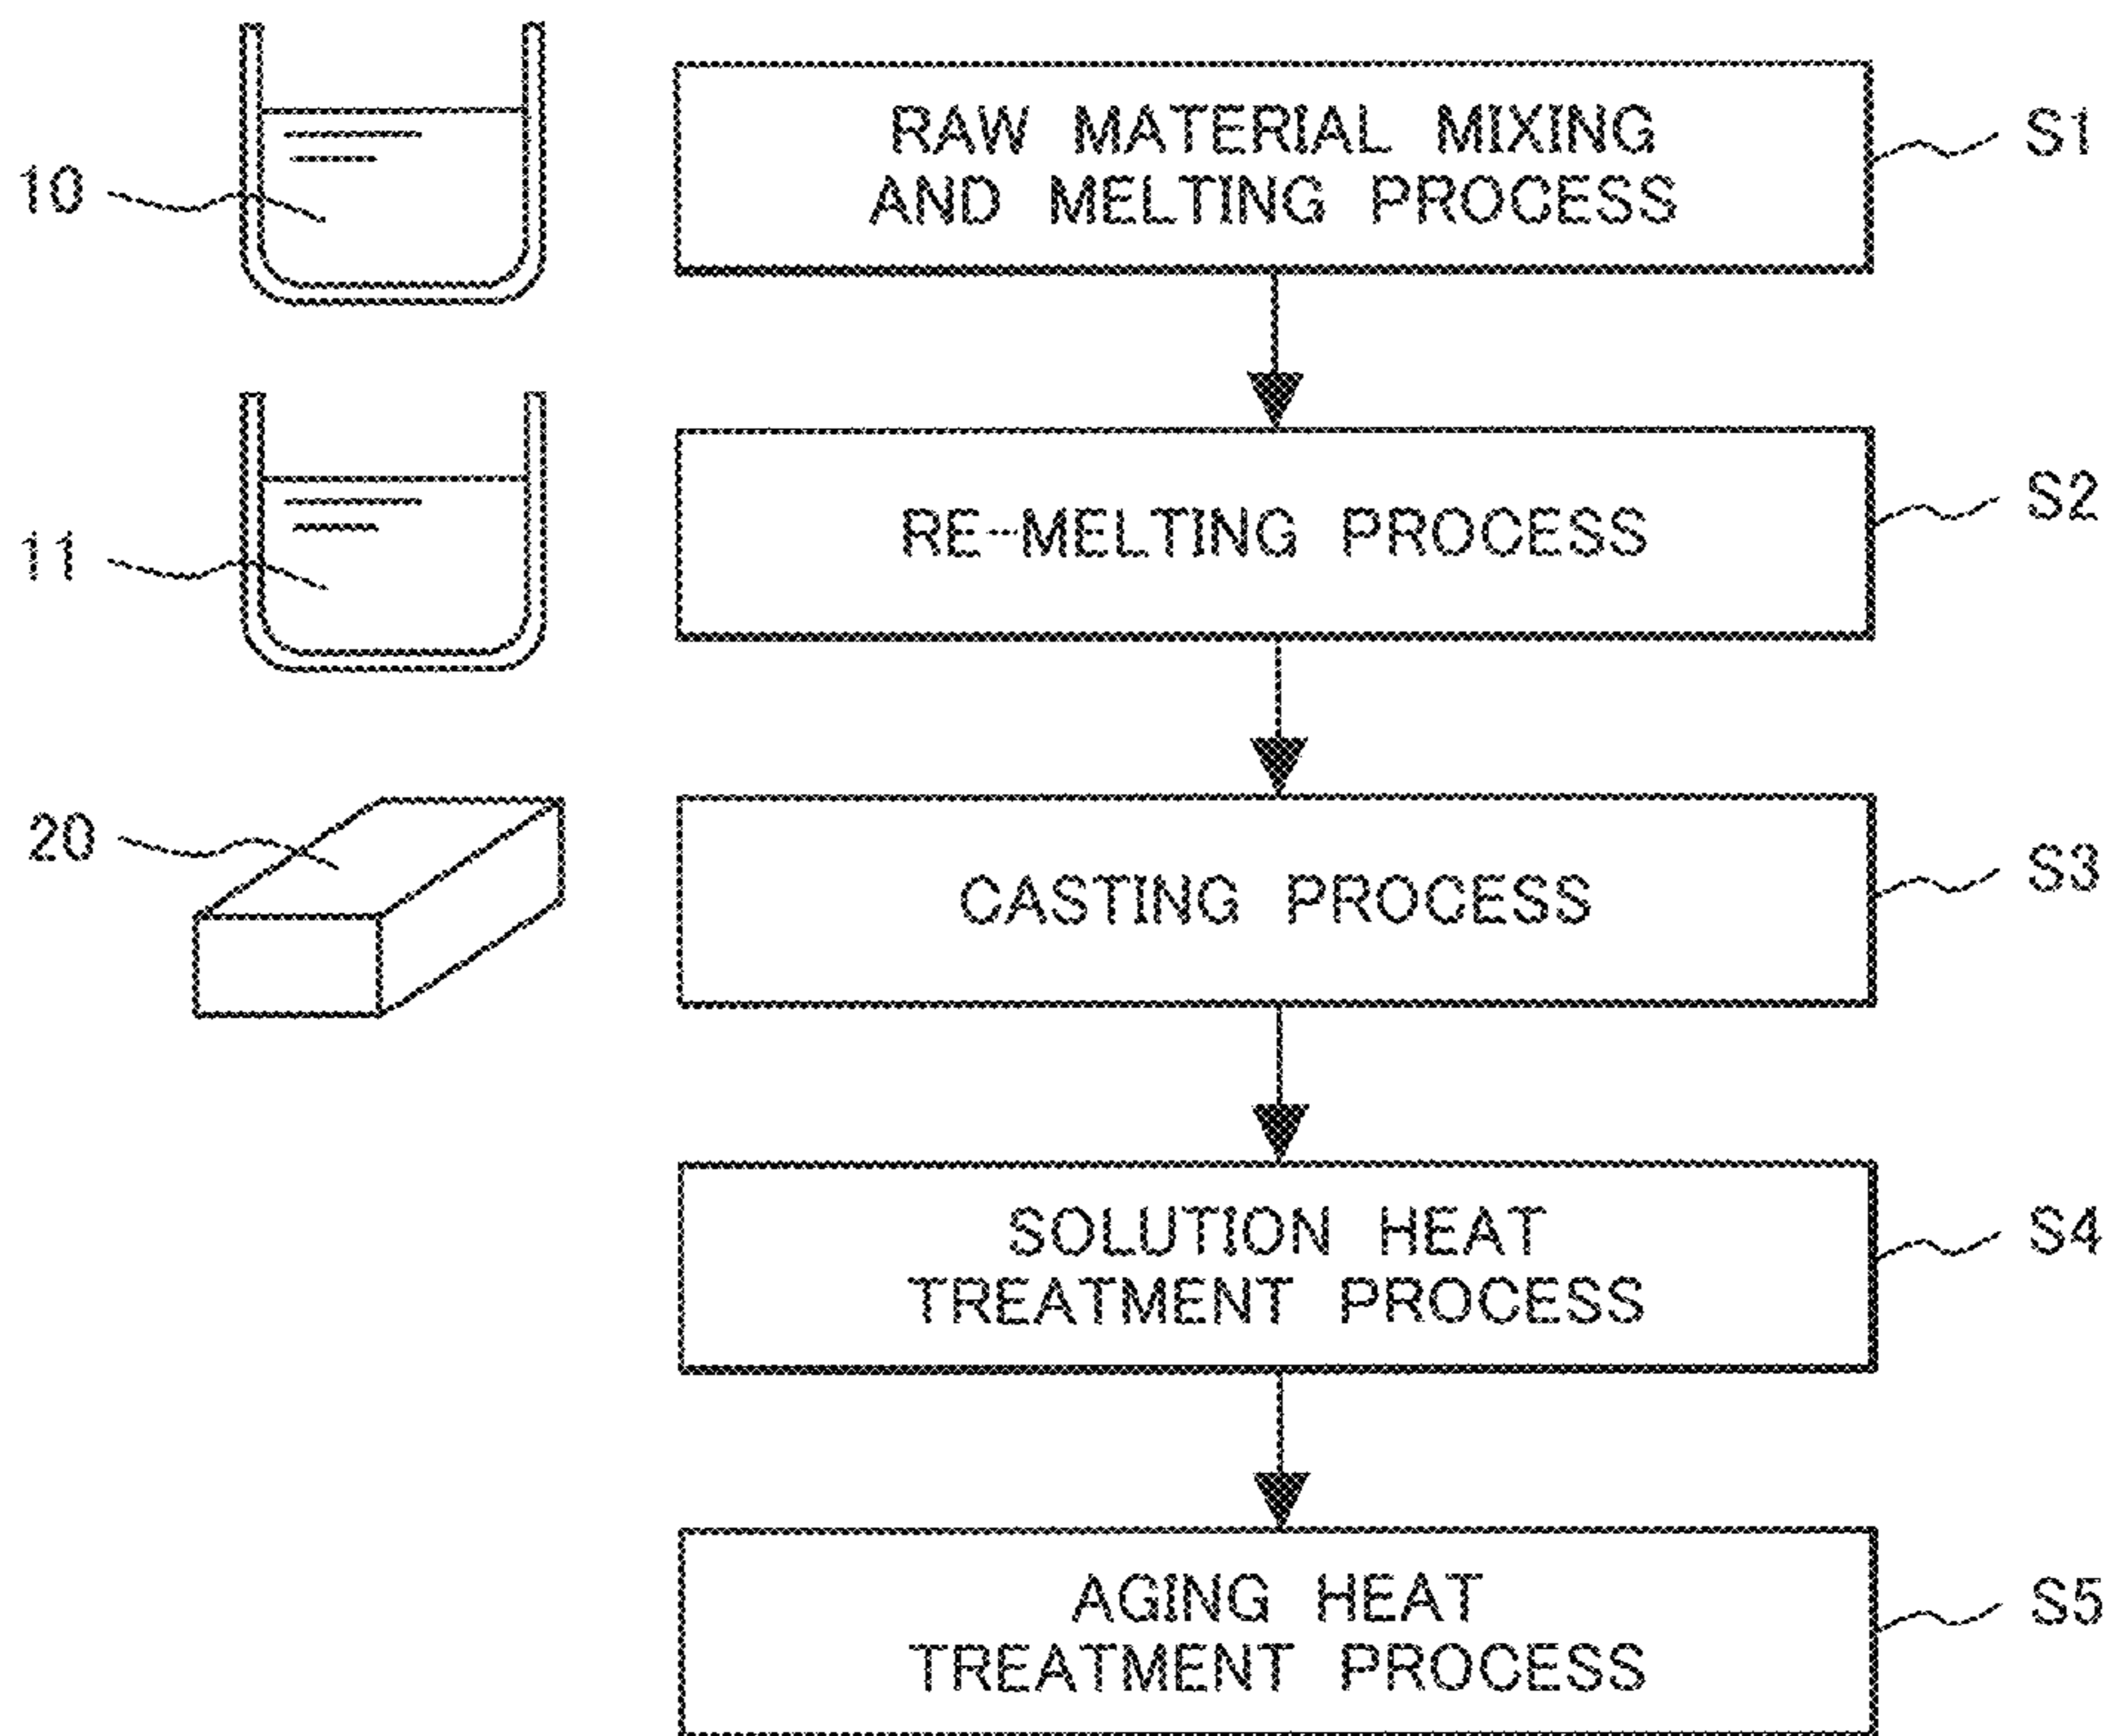 10
RAW MATERIAL MIXING
AND MELTING PROCESS
S1
11
RE-MELTING PROCESS
S2
20
CASTING PROCESS
S3
SOLUTION HEAT
TREATMENT PROCESS
S4
AGING HEAT
TREATMENT PROCESS
S5